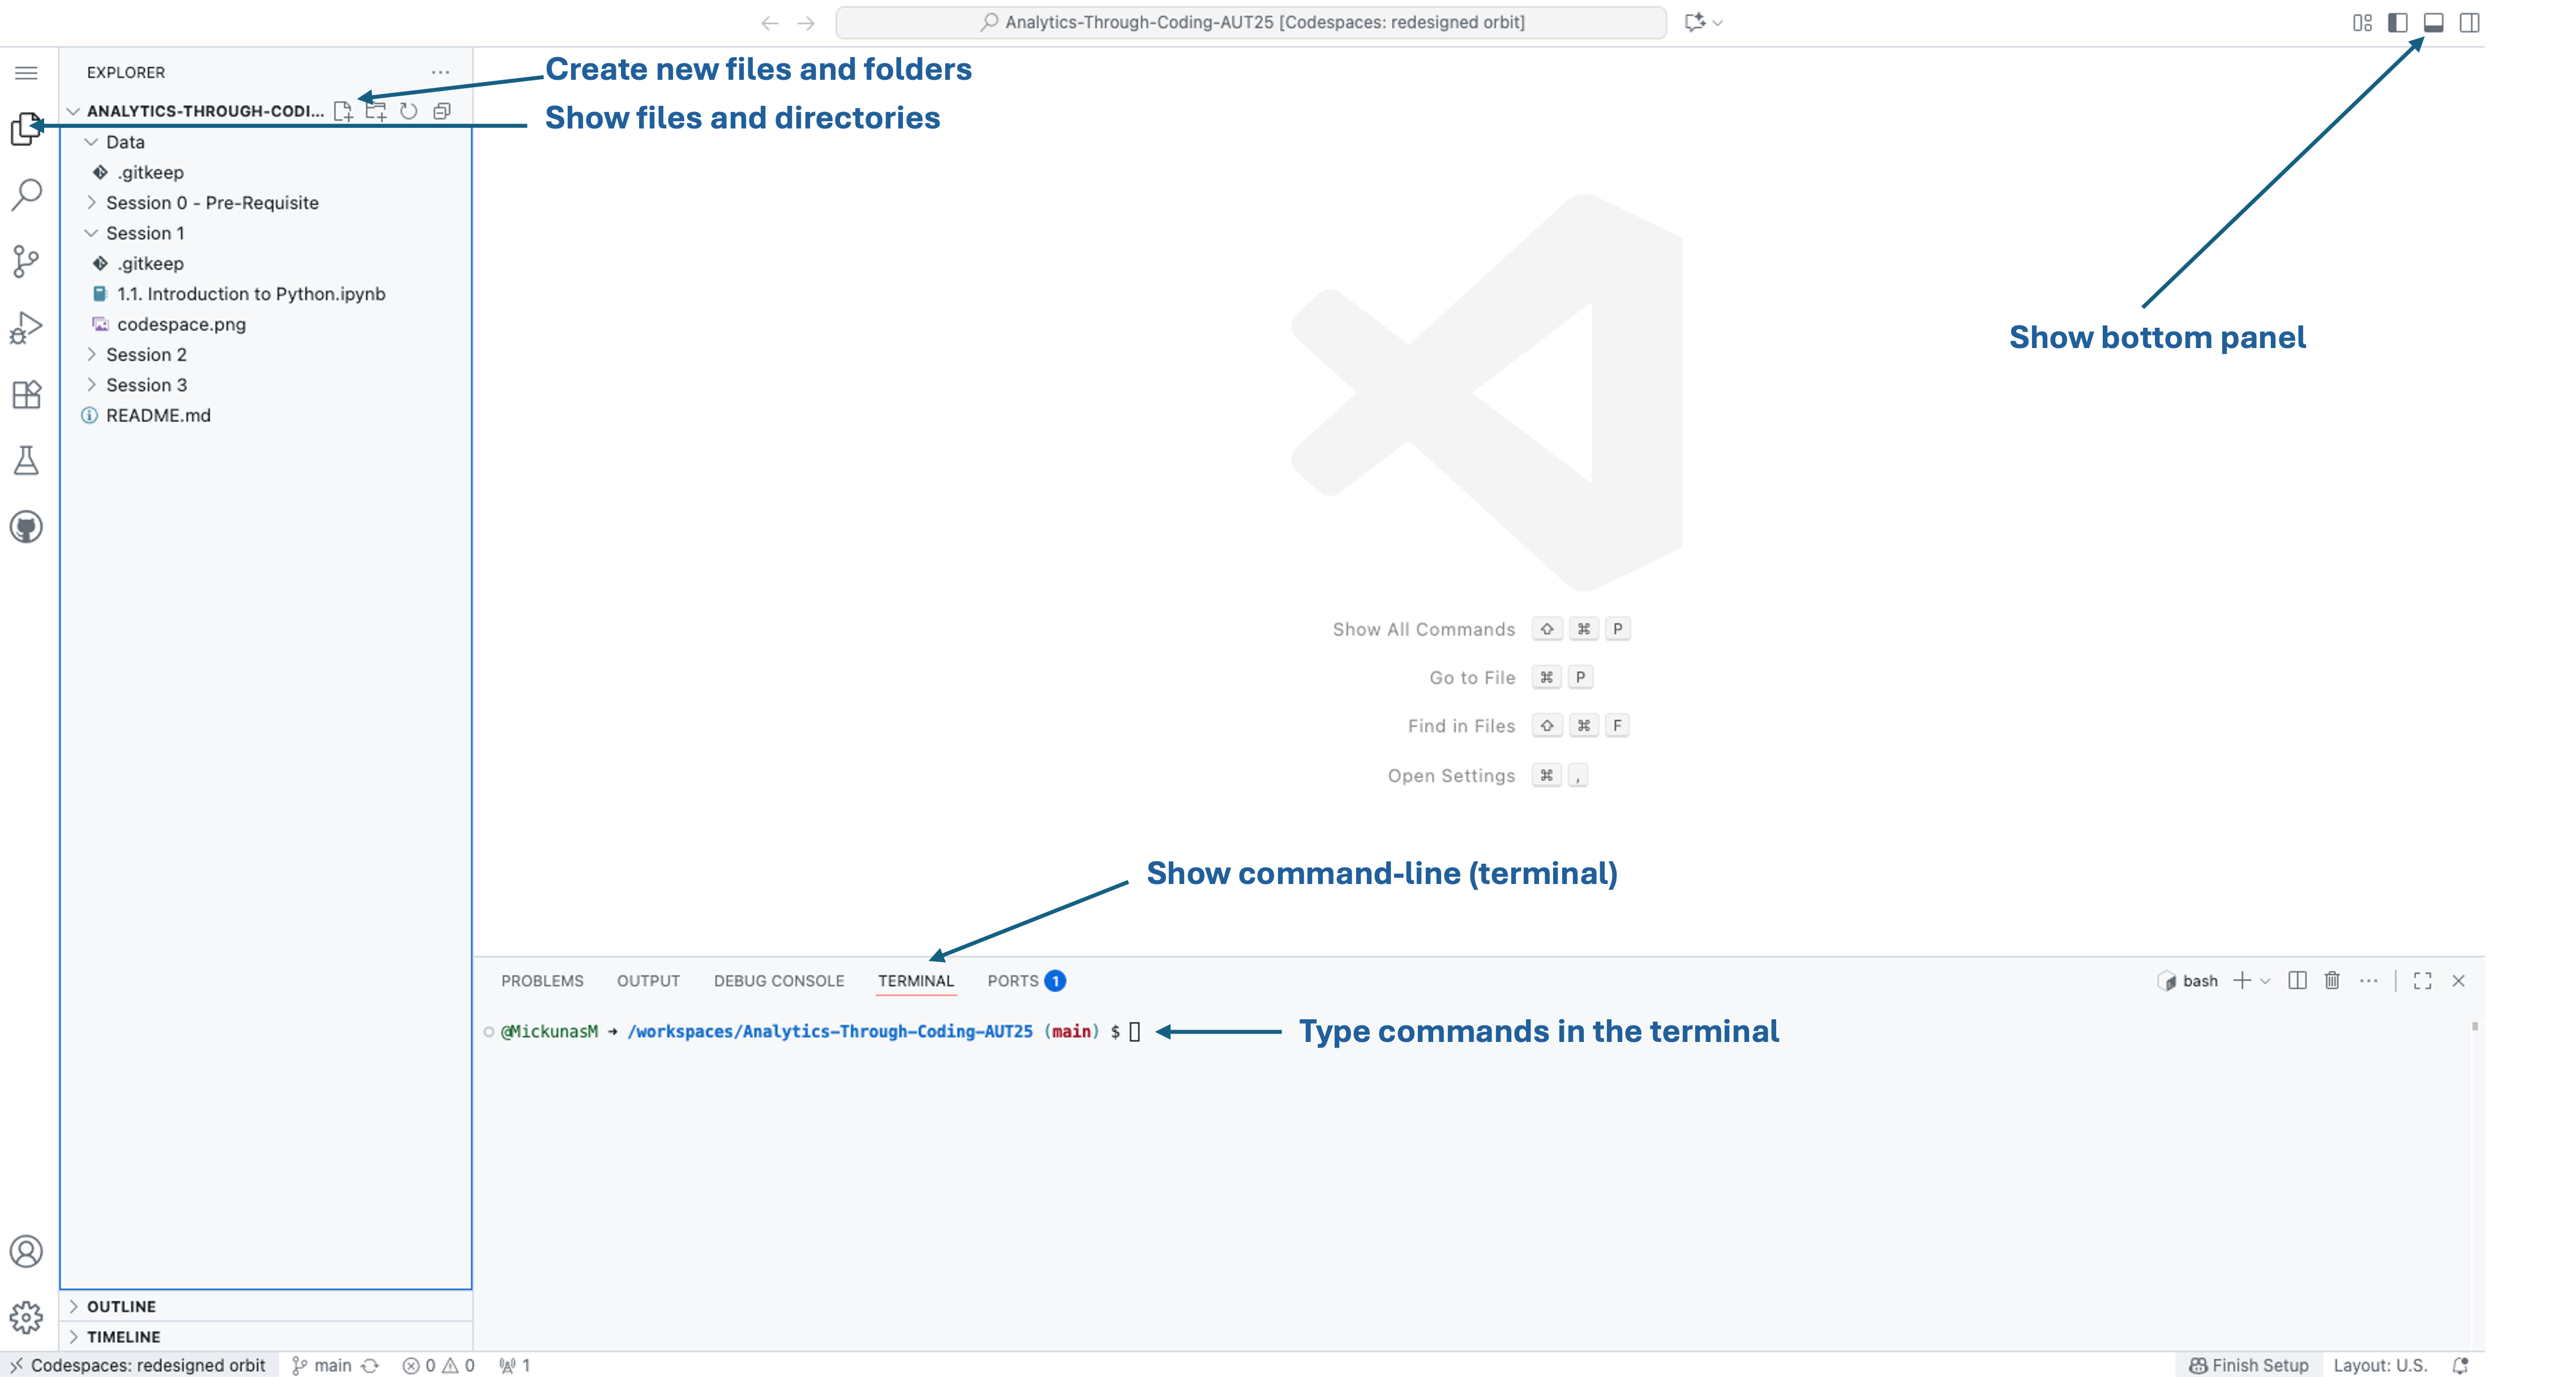 Analytics-Through-Coding-AUT25 [Codespaces: redesigned orbit]
EXPLORER
Create new files and folders
ANALYTICS-THROUGH-CODI...
Show files and directories
Data
.gitkeep
Session 0 - Pre-Requisite
Session 1
.gitkeep
1.1. Introduction to Python.ipynb
codespace.png
Session 2
Session 3
README.md
Show bottom panel
Show All Commands ⇧ ⌘ P
Go to File ⌘ P
Find in Files ⇧ ⌘ F
Open Settings ⌘ ,
Show command-line (terminal)
PROBLEMS OUTPUT DEBUG CONSOLE TERMINAL PORTS 1 bash
@MickunasM → /workspaces/Analytics-Through-Coding-AUT25 (main) $
Type commands in the terminal
OUTLINE
TIMELINE
Codespaces: redesigned orbit main 0 0 1 Finish Setup Layout: U.S.